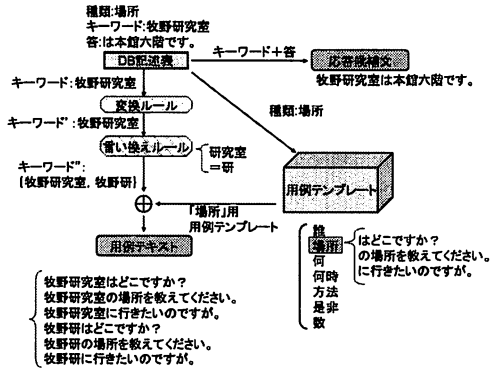 種類:場所
キーワード:牧野研究室
答:は本館六階です。
DB記述表
キーワード+答
応答候補文
牧野研究室は本館六階です。
キーワード:牧野研究室
変換ルール
種類:場所
キーワード':牧野研究室
言い換えルール
研究室
=研
キーワード":
{牧野研究室, 牧野研}
用例テンプレート
「場所」用
用例テンプレート
用例テキスト
誰
場所
何
何時
方法
是非
数
はどこですか?
の場所を教えてください。
に行きたいのですが。
牧野研究室はどこですか?
牧野研究室の場所を教えてください。
牧野研究室に行きたいのですが。
牧野研はどこですか?
牧野研の場所を教えてください。
牧野研に行きたいのですが。